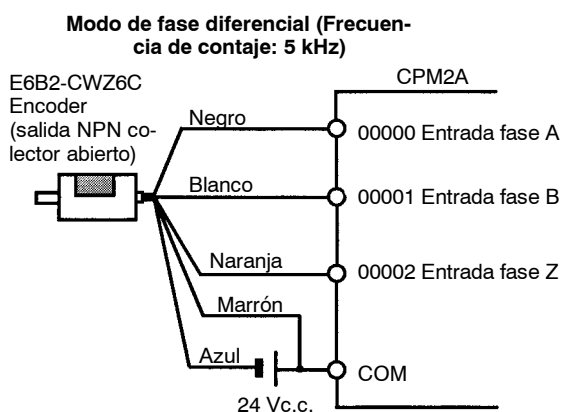 Modo de fase diferencial (Frecuen-
cia de contaje: 5 kHz)
E6B2-CWZ6C
Encoder
(salida NPN co-
lector abierto)
CPM2A
Negro
00000 Entrada fase A
Blanco
00001 Entrada fase B
Naranja
00002 Entrada fase Z
Marrón
Azul
COM
24 Vc.c.